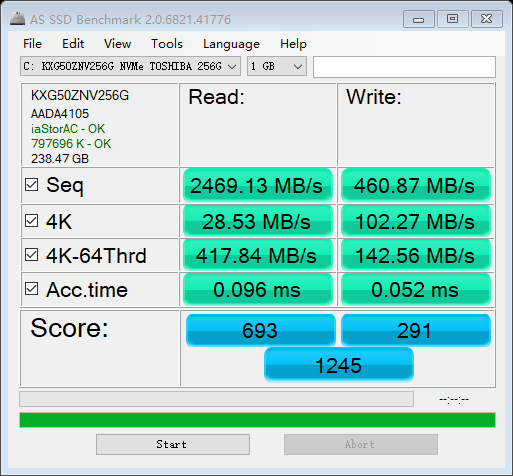 AS SSD Benchmark 2.0.6821.41776
File Edit View Tools Language Help
C: KXG50ZNV256G NVMe TOSHIBA 256G 1 GB
KXG50ZNV256G
AADA4105
iaStorAC - OK
797696 K - OK
238.47 GB
Read: Write:
Seq 2469.13 MB/s 460.87 MB/s
4K 28.53 MB/s 102.27 MB/s
4K-64Thrd 417.84 MB/s 142.56 MB/s
Acc.time 0.096 ms 0.052 ms
Score: 693 291
1245
--:--:--
Start Abort